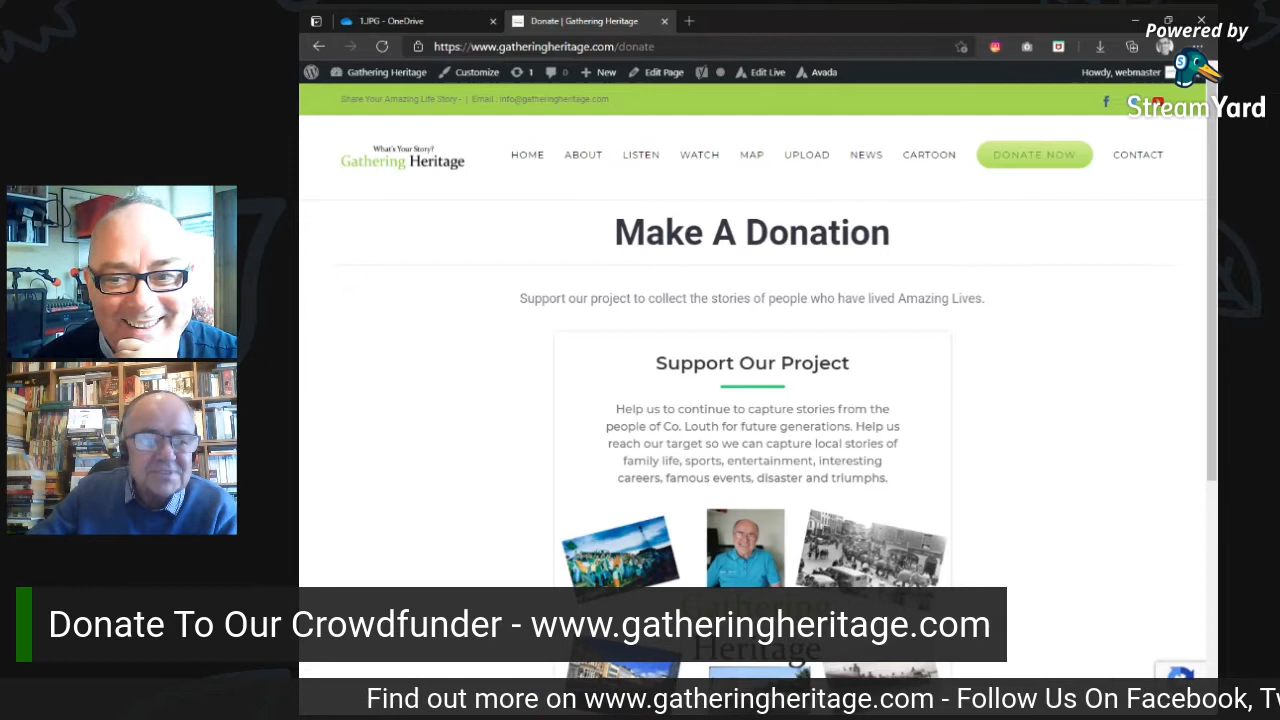 1.JPG - OneDrive
Donate | Gathering Heritage
Powered by
StreamYard
https://www.gatheringheritage.com/donate
Gathering Heritage Customize 1 0 New Edit Page Edit Live Avada Howdy, webmaster
Share Your Amazing Life Story - | Email : info@gatheringheritage.com
What's Your Story?
Gathering Heritage
HOME ABOUT LISTEN WATCH MAP UPLOAD NEWS CARTOON DONATE NOW CONTACT
Make A Donation
Support our project to collect the stories of people who have lived Amazing Lives.
Support Our Project
Help us to continue to capture stories from the
people of Co. Louth for future generations. Help us
reach our target so we can capture local stories of
family life, sports, entertainment, interesting
careers, famous events, disaster and triumphs.
Gathering
Heritage
Donate To Our Crowdfunder - www.gatheringheritage.com
Find out more on www.gatheringheritage.com - Follow Us On Facebook, Tw